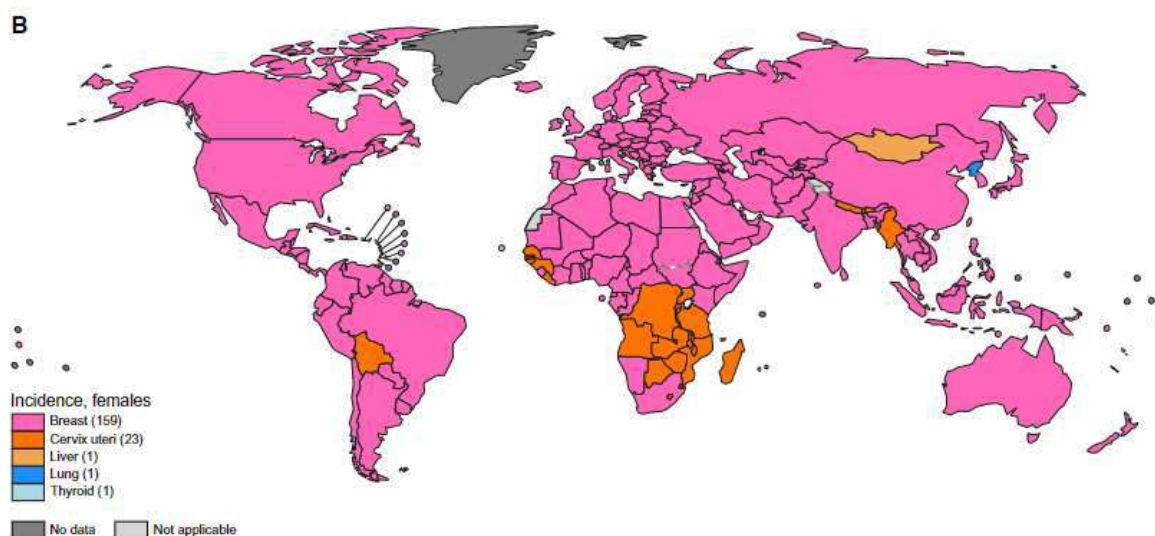 B
Incidence, females
Breast (159)
Cervix uteri (23)
Liver (1)
Lung (1)
Thyroid (1)
No data Not applicable